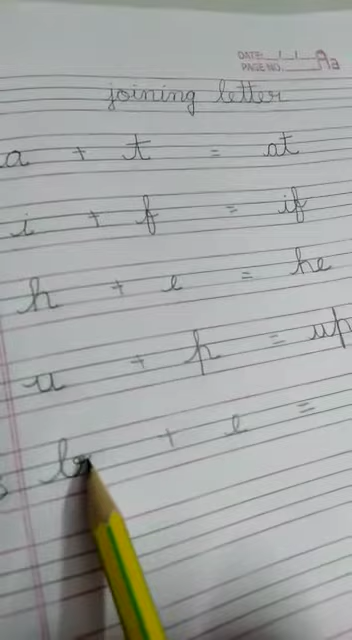 DATE: / /
PAGE NO.
joining letter
a + t = at
i + f = if
h + e = he
u + p = up
b + e =